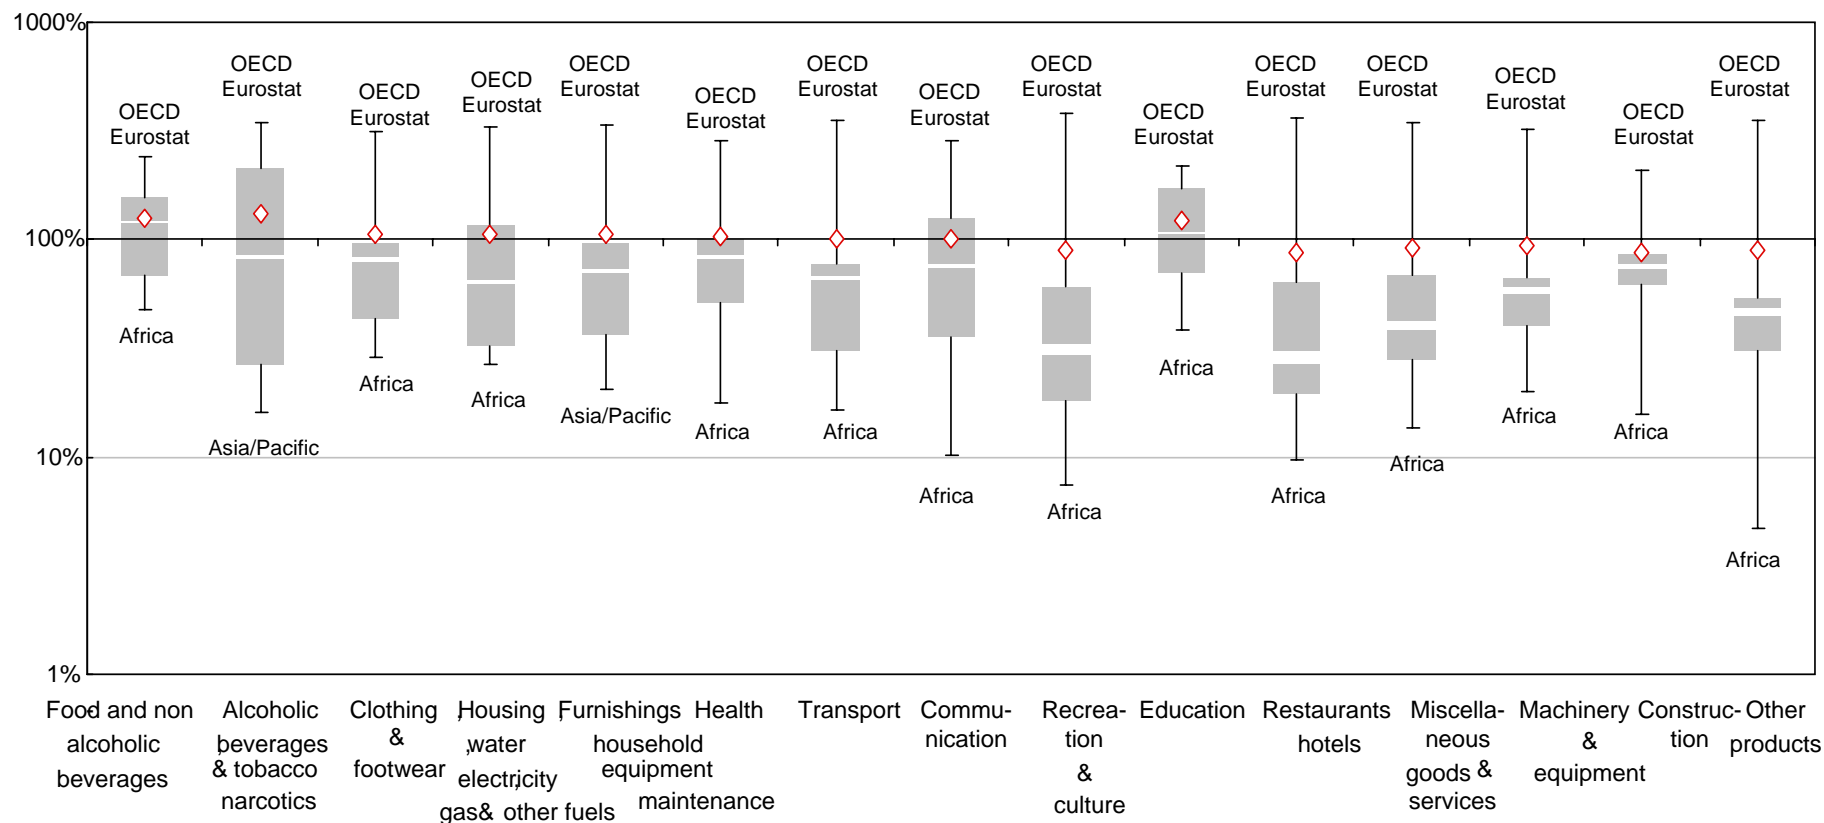 1000%
100%
10%
1%
OECD
Eurostat
OECD
Eurostat
OECD
Eurostat
OECD
Eurostat
OECD
Eurostat
OECD
Eurostat
OECD
Eurostat
OECD
Eurostat
OECD
Eurostat
OECD
Eurostat
OECD
Eurostat
OECD
Eurostat
OECD
Eurostat
OECD
Eurostat
OECD
Eurostat
Africa
Asia/Pacific
Africa
Africa
Asia/Pacific
Africa
Africa
Africa
Africa
Africa
Africa
Africa
Africa
Africa
Africa
Food and non
alcoholic
beverages
Alcoholic
beverages,
& tobacco
narcotics
Clothing
&
footwear
Housing,
water,
electricity,
gas& other fuels
Furnishings,
household
equipment
maintenance
Health
Transport
Commu-
nication
Recrea-
tion
&
culture
Education
Restaurants
hotels
Miscella-
neous
goods &
services
Machinery
&
equipment
Construc-
tion
Other
products